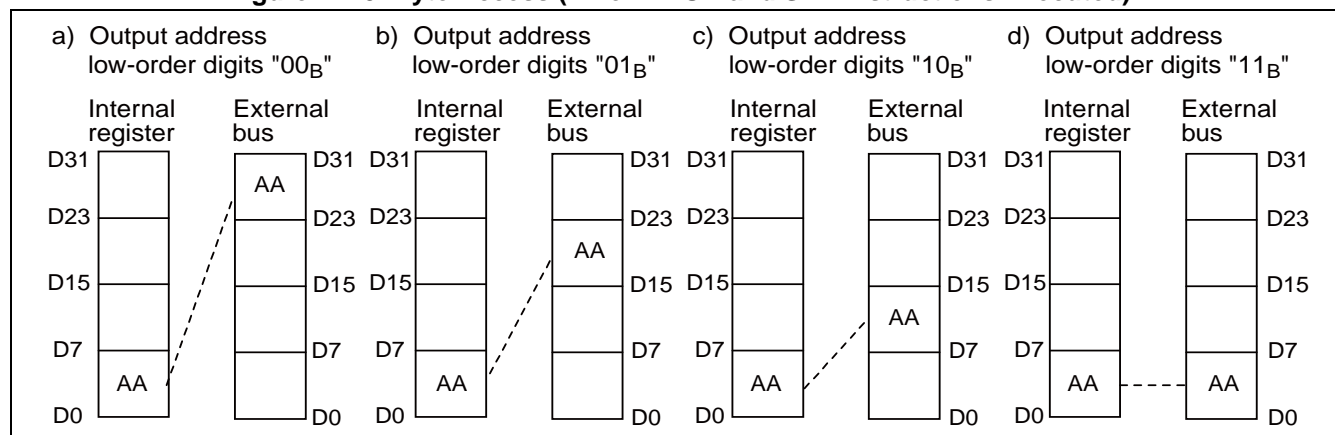 a) Output address b) Output address c) Output address d) Output address
low-order digits "00B" low-order digits "01B" low-order digits "10B" low-order digits "11B"
Internal External Internal External Internal External Internal External
register bus register bus register bus register bus
D31 D31 D31 D31 D31 D31 D31 D31
AA
D23 D23 D23 D23 D23 D23 D23 D23
AA
D15 D15 D15 D15 D15 D15 D15 D15
AA
D7 D7 D7 D7 D7 D7 D7 D7
AA AA AA AA AA
D0 D0 D0 D0 D0 D0 D0 D0